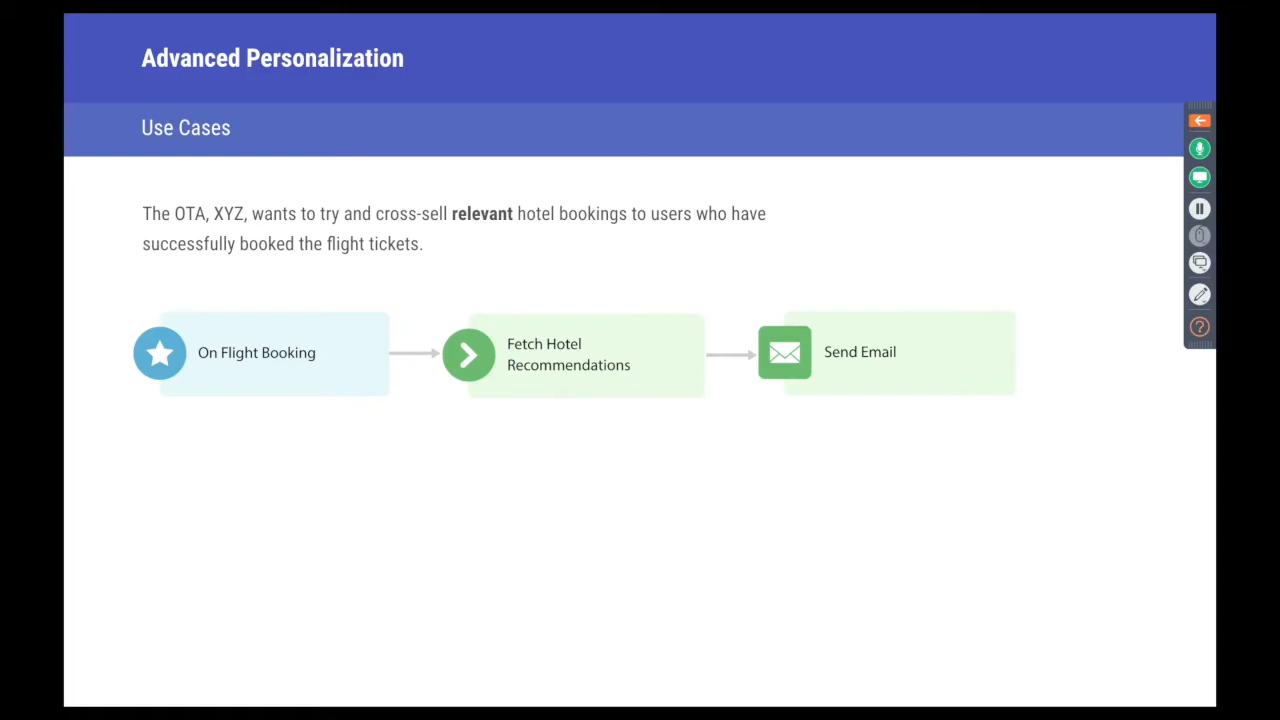 Advanced Personalization
Use Cases
The OTA, XYZ, wants to try and cross-sell relevant hotel bookings to users who have
successfully booked the flight tickets.
On Flight Booking
Fetch Hotel
Recommendations
Send Email